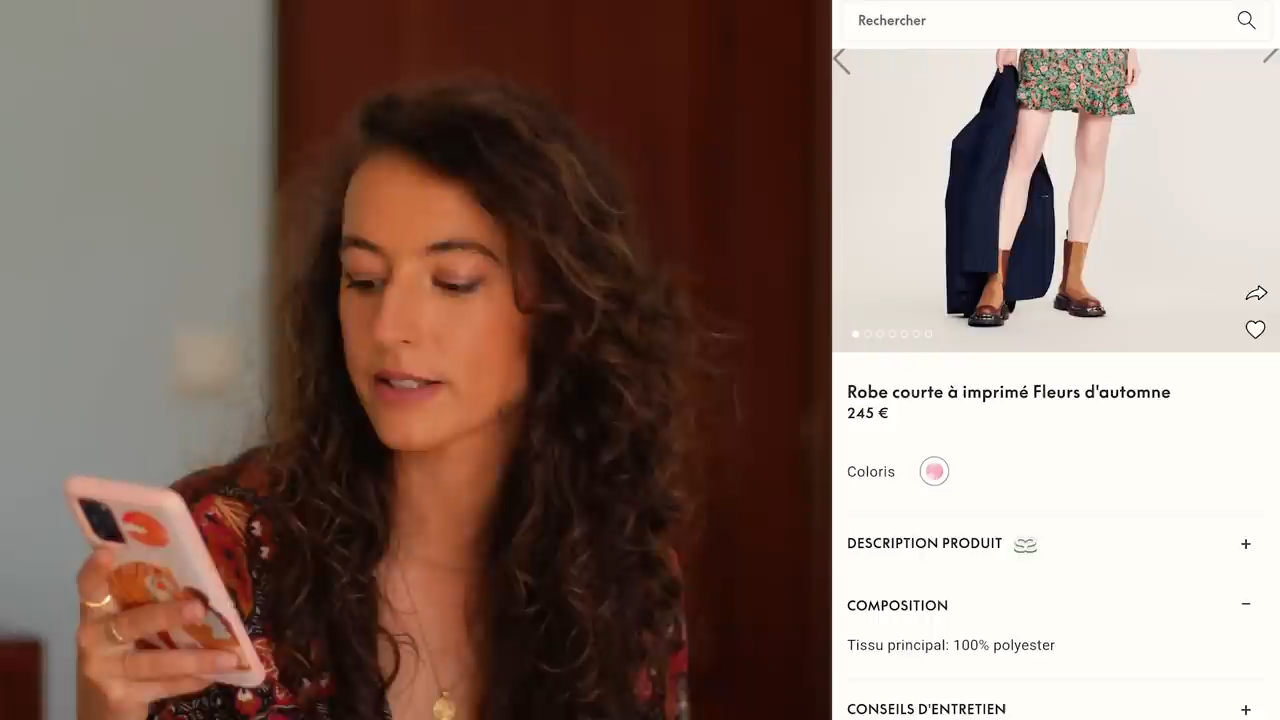 Rechercher
Robe courte à imprimé Fleurs d'automne
245 €
Coloris
DESCRIPTION PRODUIT
+
COMPOSITION
−
Tissu principal: 100% polyester
CONSEILS D'ENTRETIEN
+